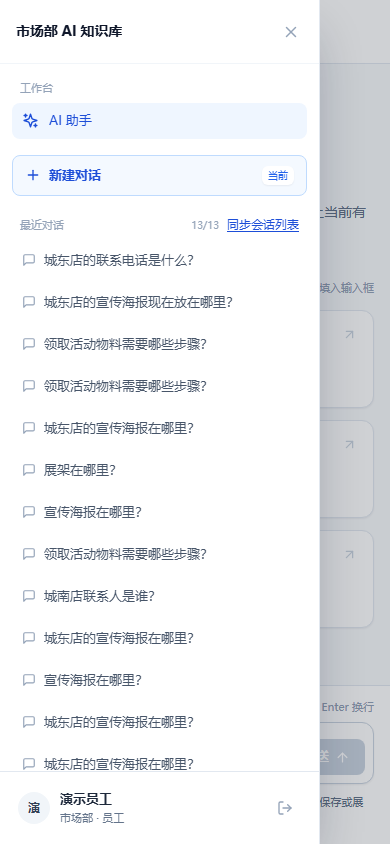 市场部 AI 知识库
工作台
AI 助手
新建对话 当前
最近对话 13/13 同步会话列表
城东店的联系电话是什么？
城东店的宣传海报现在放在哪里？
领取活动物料需要哪些步骤？
领取活动物料需要哪些步骤？
城东店的宣传海报在哪里？
展架在哪里？
宣传海报在哪里？
领取活动物料需要哪些步骤？
城南店联系人是谁？
城东店的宣传海报在哪里？
宣传海报在哪里？
城东店的宣传海报在哪里？
城东店的宣传海报在哪里？
演 演示员工
市场部 · 员工
上当前有
填入输入框
Enter 换行
送
保存或展